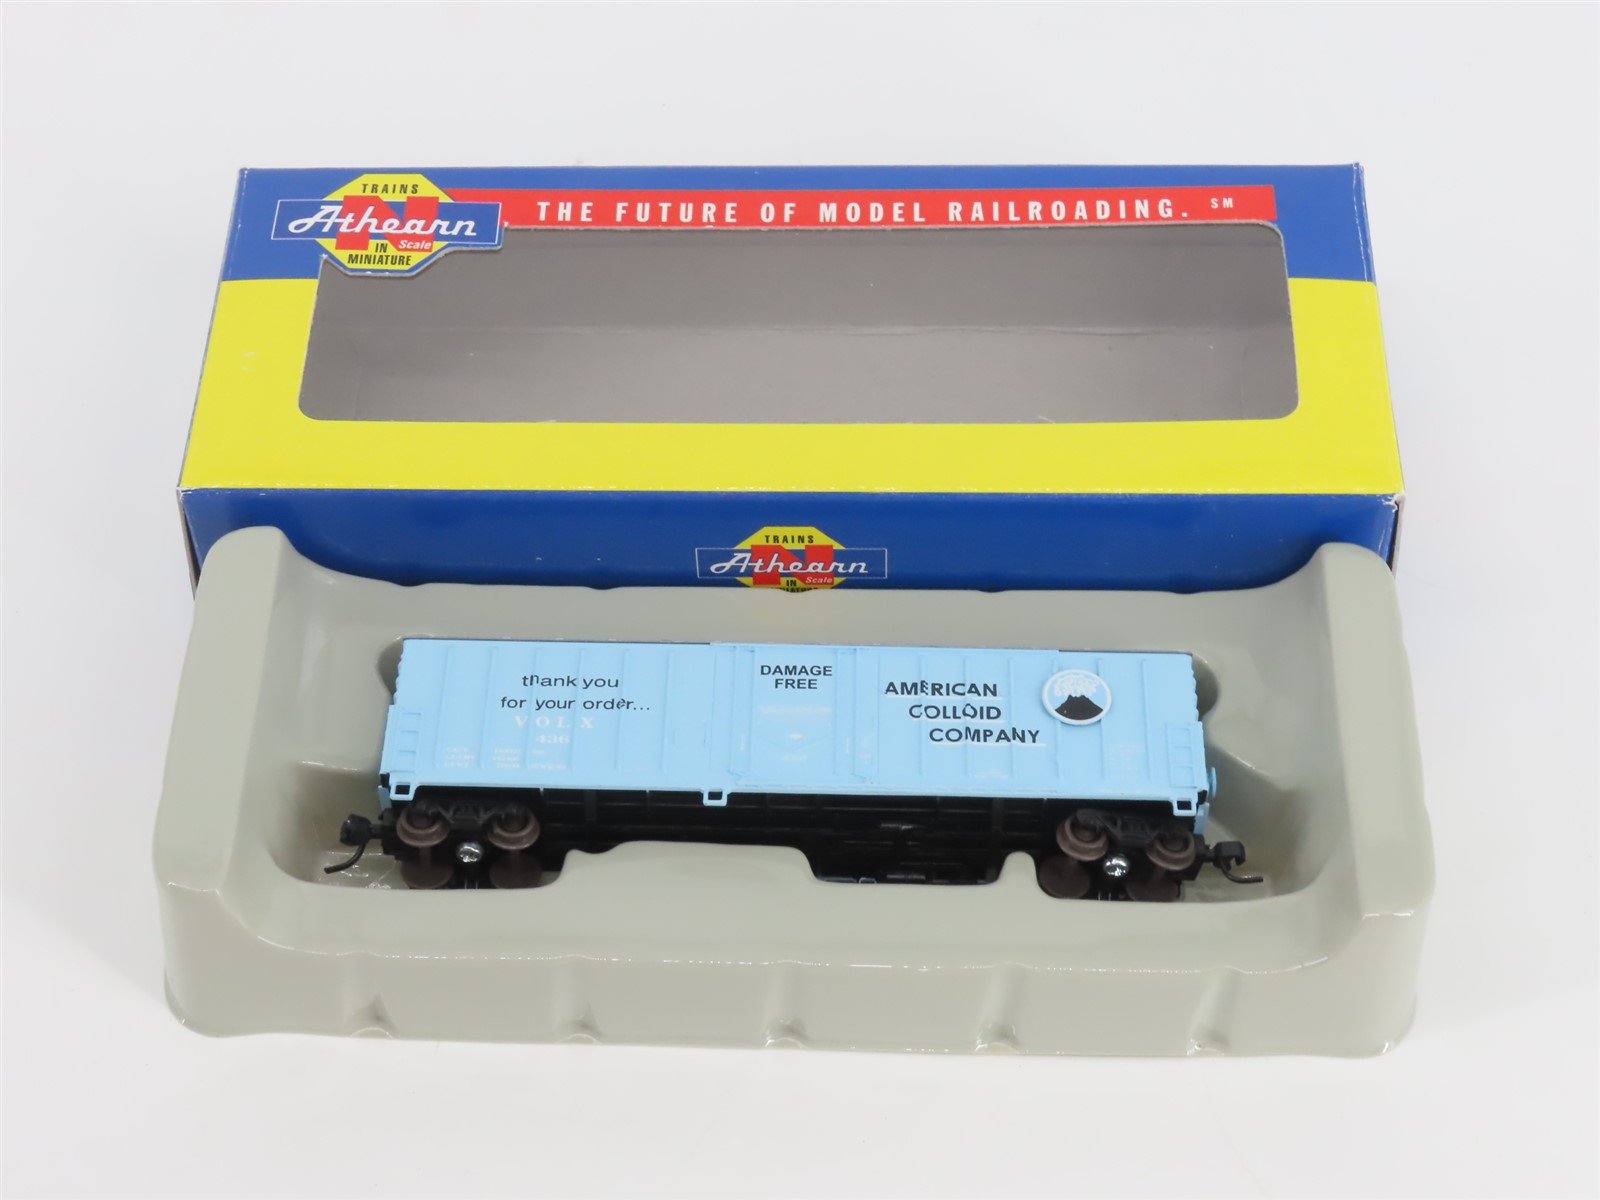 TRAINS
Athearn
N
Scale
IN
MINIATURE
THE FUTURE OF MODEL RAILROADING. SM
TRAINS
Athearn
N
Scale
IN
MINIATURE
thank you
for your order...
VOLX
436
DAMAGE
FREE
AMERICAN
COLLOID
COMPANY